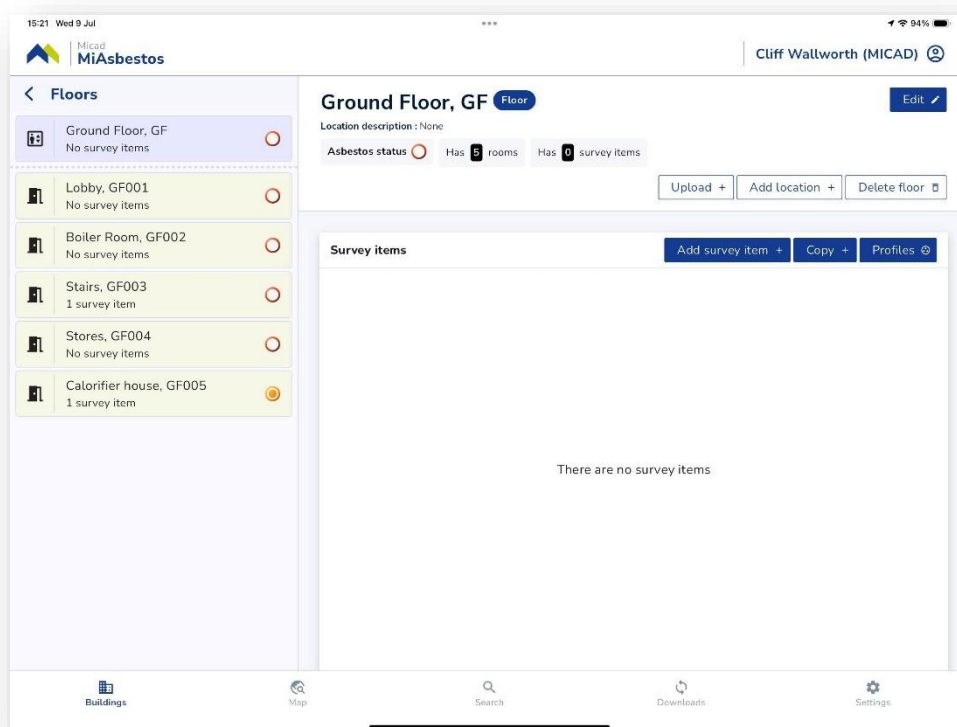 15:21 Wed 9 Jul
94%
Micad
MiAsbestos
Cliff Wallworth (MICAD)
Floors
Ground Floor, GF
No survey items
Lobby, GF001
No survey items
Boiler Room, GF002
No survey items
Stairs, GF003
1 survey item
Stores, GF004
No survey items
Calorifier house, GF005
1 survey item
Ground Floor, GF Floor
Edit
Location description : None
Asbestos status Has 5 rooms Has 0 survey items
Upload + Add location + Delete floor
Survey items Add survey item + Copy + Profiles
There are no survey items
Buildings Map Search Downloads Settings